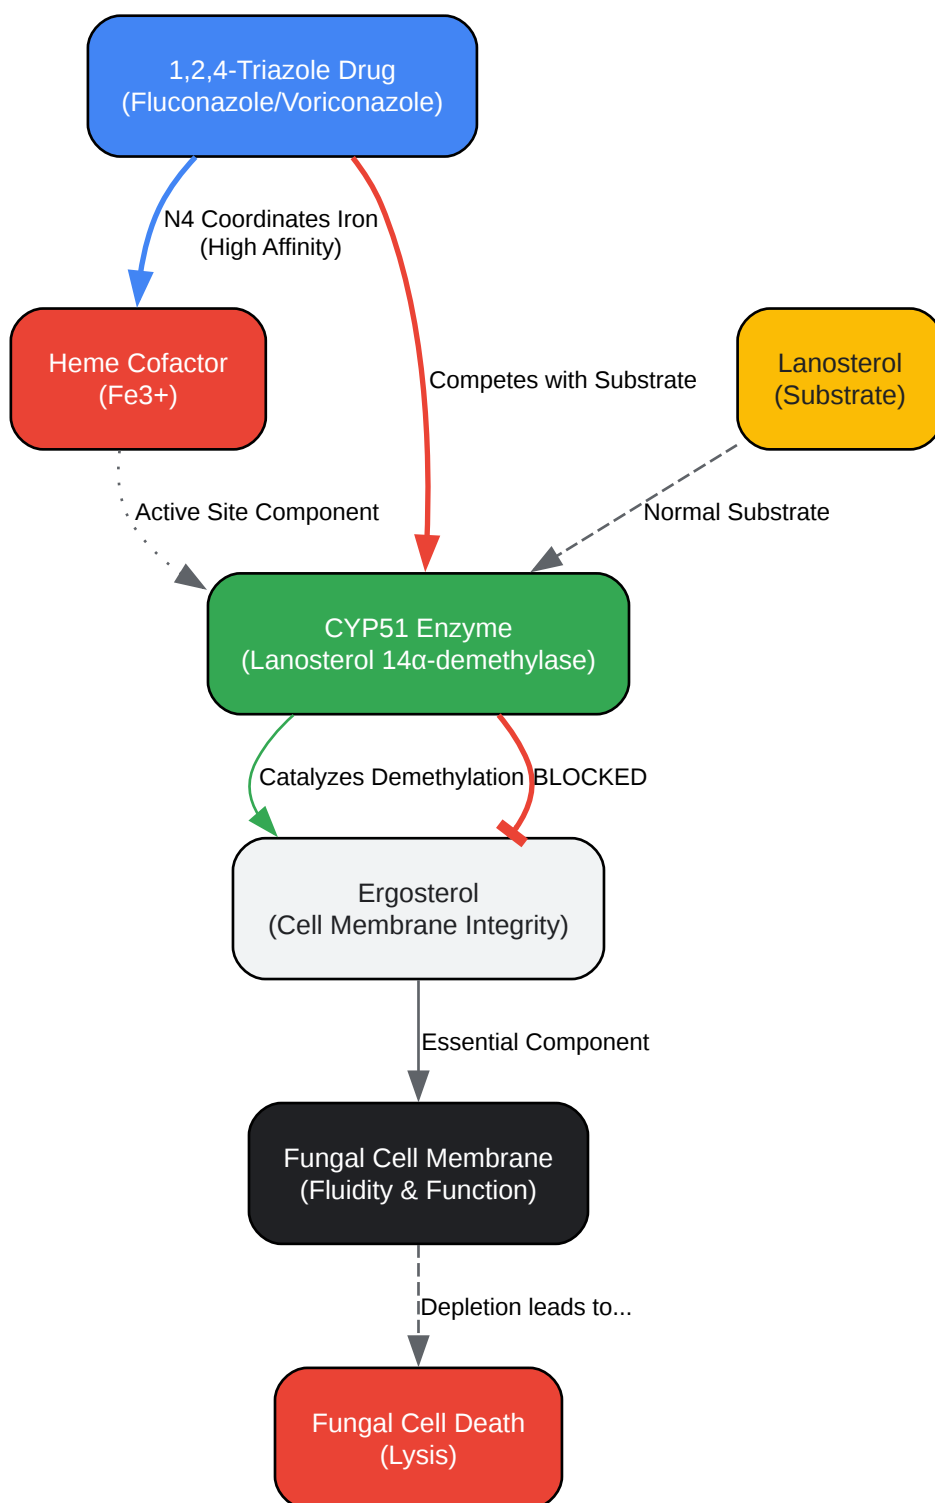 1,2,4-Triazole Drug
(Fluconazole/Voriconazole)
N4 Coordinates Iron
(High Affinity)
Heme Cofactor
(Fe3+)
Competes with Substrate
Lanosterol
(Substrate)
Active Site Component
Normal Substrate
CYP51 Enzyme
(Lanosterol 14α-demethylase)
Catalyzes Demethylation
BLOCKED
Ergosterol
(Cell Membrane Integrity)
Essential Component
Fungal Cell Membrane
(Fluidity & Function)
Depletion leads to...
Fungal Cell Death
(Lysis)